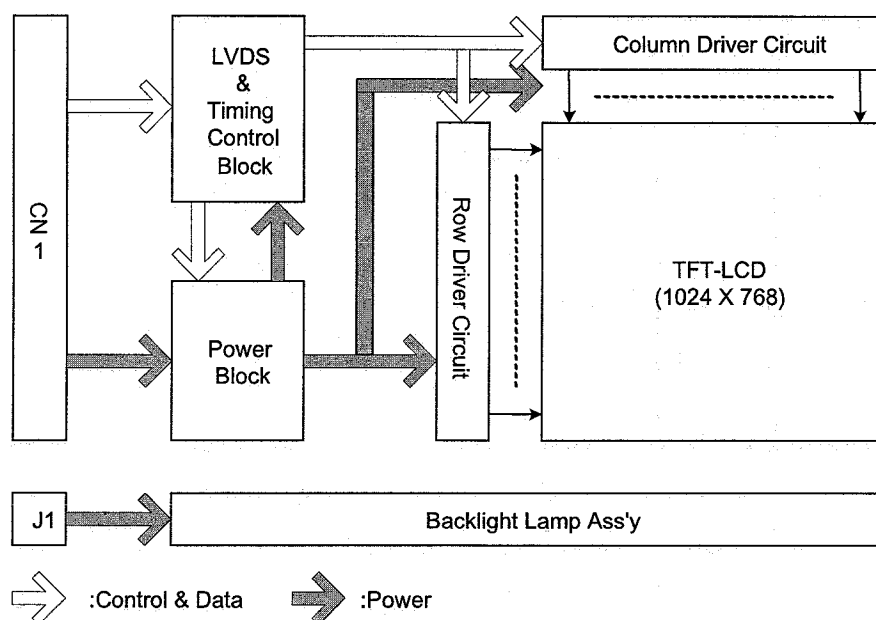 CN
1
LVDS
&
Timing
Control
Block
Power
Block
Column Driver Circuit
Row Driver Circuit
TFT-LCD
(1024 X 768)
J1
Backlight Lamp Ass'y
:Control & Data
:Power